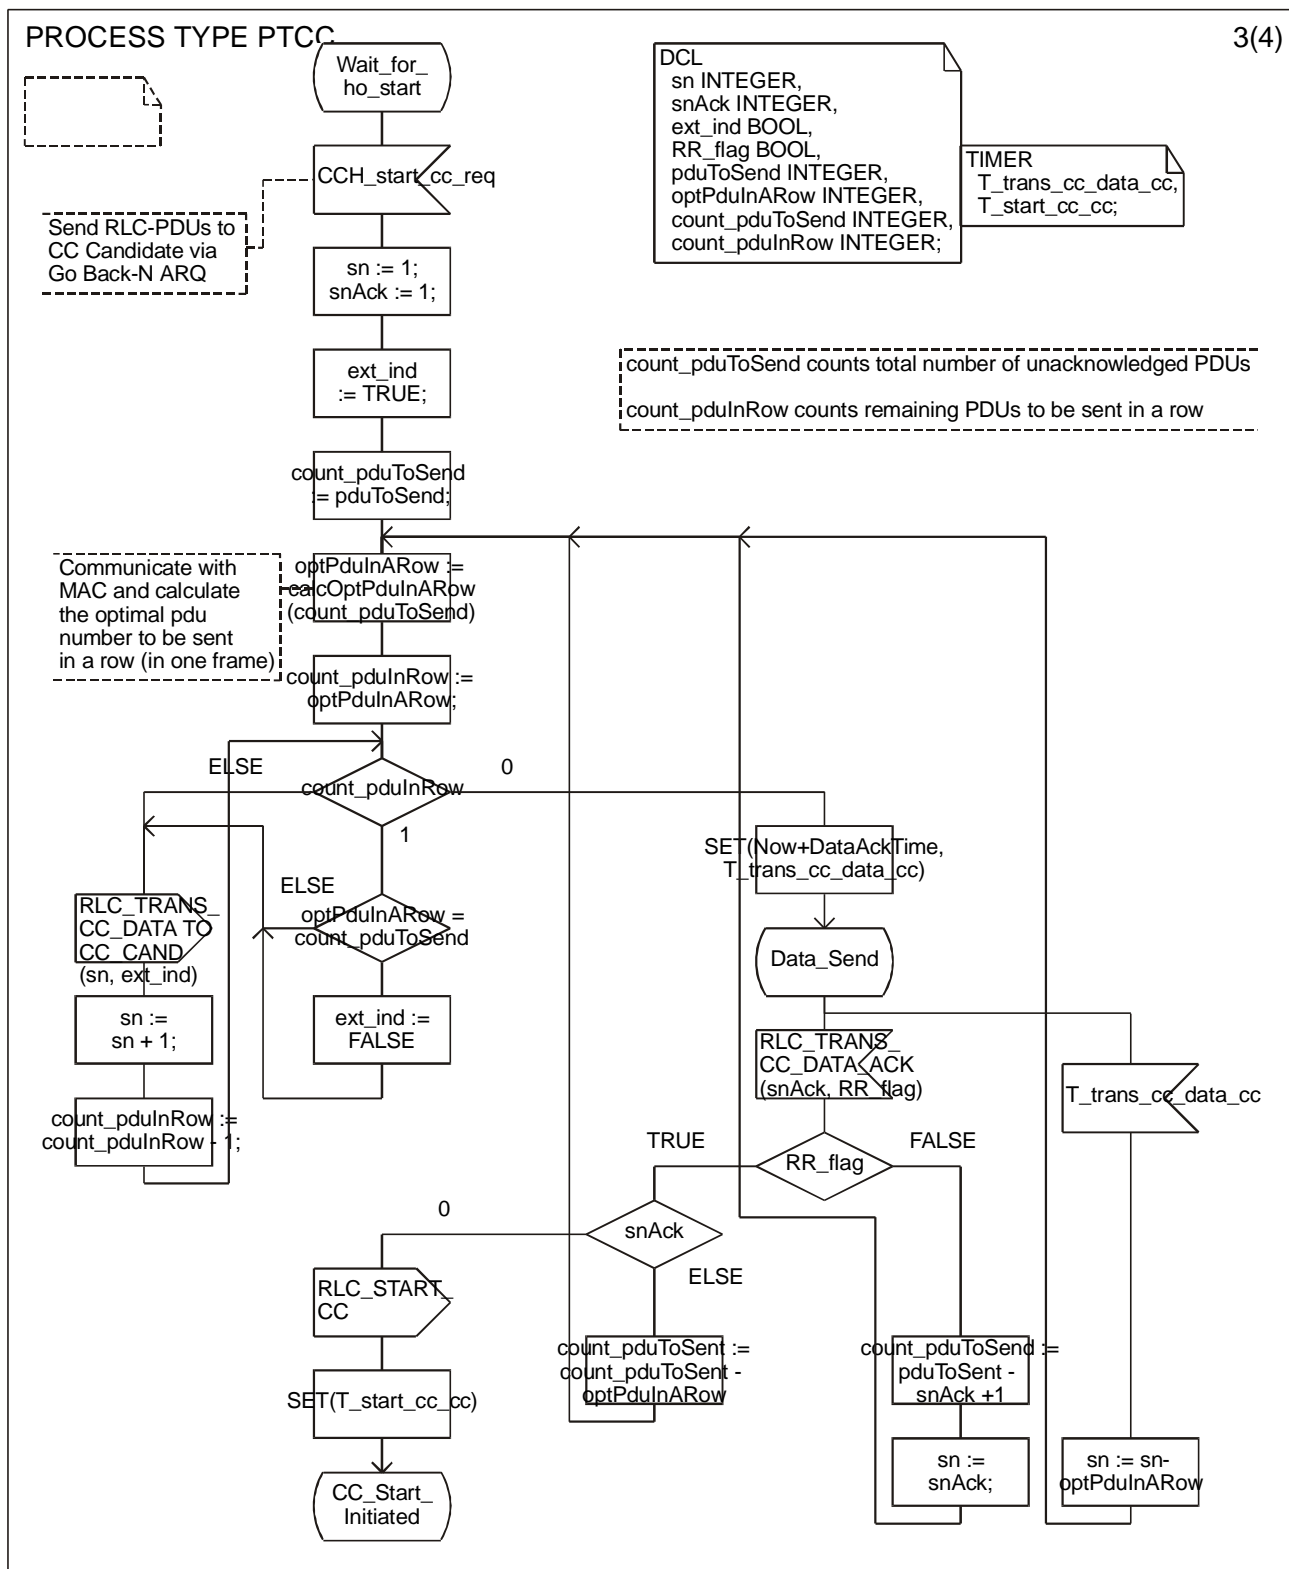 PROCESS TYPE PTCC
3(4)
Wait_for_
ho_start
DCL
sn INTEGER,
snAck INTEGER,
ext_ind BOOL,
RR_flag BOOL,
pduToSend INTEGER,
optPduInARow INTEGER,
count_pduToSend INTEGER,
count_pduInRow INTEGER;
TIMER
T_trans_cc_data_cc,
T_start_cc_cc;
CCH_start_cc_req
Send RLC-PDUs to
CC Candidate via
Go Back-N ARQ
sn := 1;
snAck := 1;
ext_ind
:= TRUE;
count_pduToSend counts total number of unacknowledged PDUs
count_pduInRow counts remaining PDUs to be sent in a row
count_pduToSend
:= pduToSend;
Communicate with
MAC and calculate
the optimal pdu
number to be sent
in a row (in one frame)
optPduInARow :=
calcOptPduInARow
(count_pduToSend)
count_pduInRow :=
optPduInARow;
ELSE
0
count_pduInRow
1
SET(Now+DataAckTime,
T_trans_cc_data_cc)
ELSE
optPduInARow =
count_pduToSend
RLC_TRANS_
CC_DATA TO
CC_CAND
(sn, ext_ind)
Data_Send
sn :=
sn + 1;
ext_ind :=
FALSE
RLC_TRANS_
CC_DATA_ACK
(snAck, RR_flag)
T_trans_cc_data_cc
count_pduInRow :=
count_pduInRow - 1;
TRUE
FALSE
RR_flag
0
snAck
ELSE
RLC_START_
CC
count_pduToSent :=
count_pduToSent -
optPduInARow
count_pduToSend :=
pduToSent -
snAck +1
SET(T_start_cc_cc)
sn :=
snAck;
sn := sn-
optPduInARow
CC_Start_
Initiated